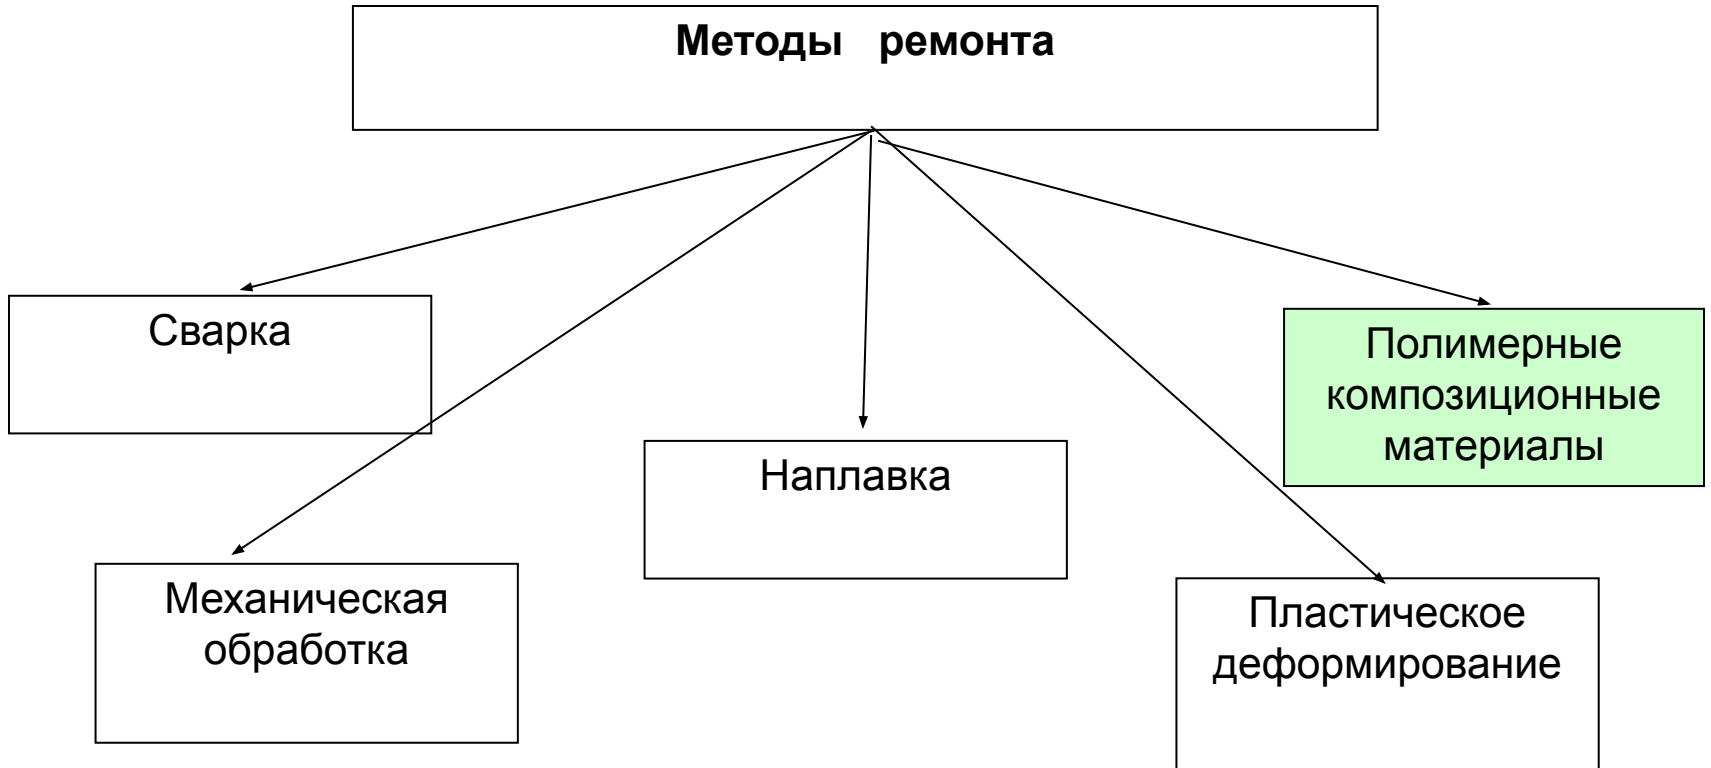 Методы ремонта
Сварка
Полимерные
композиционные
материалы
Наплавка
Механическая
обработка
Пластическое
деформирование